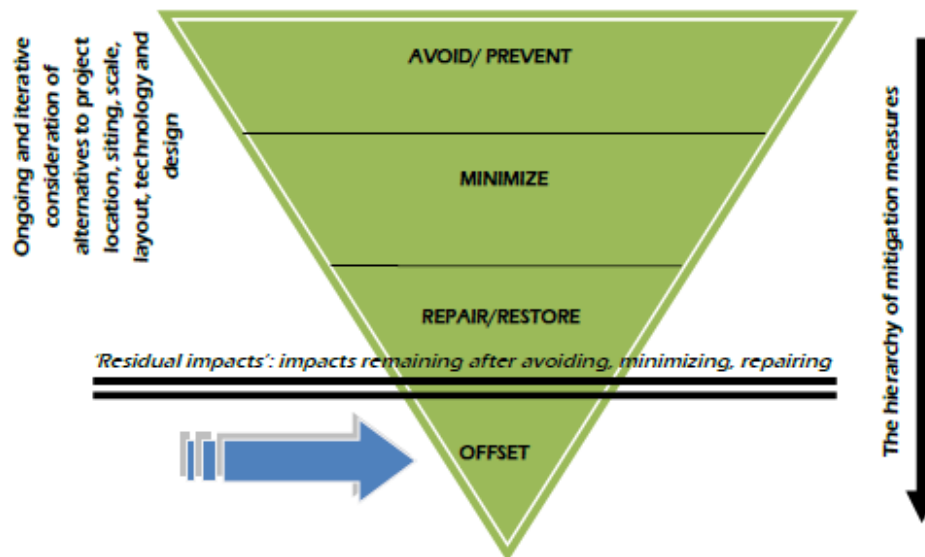 Ongoing and iterative
consideration of
alternatives to project
location, siting, scale,
layout, technology and
design
AVOID/ PREVENT
MINIMIZE
REPAIR/RESTORE
'Residual impacts': impacts remaining after avoiding, minimizing, repairing
OFFSET
The hierarchy of mitigation measures